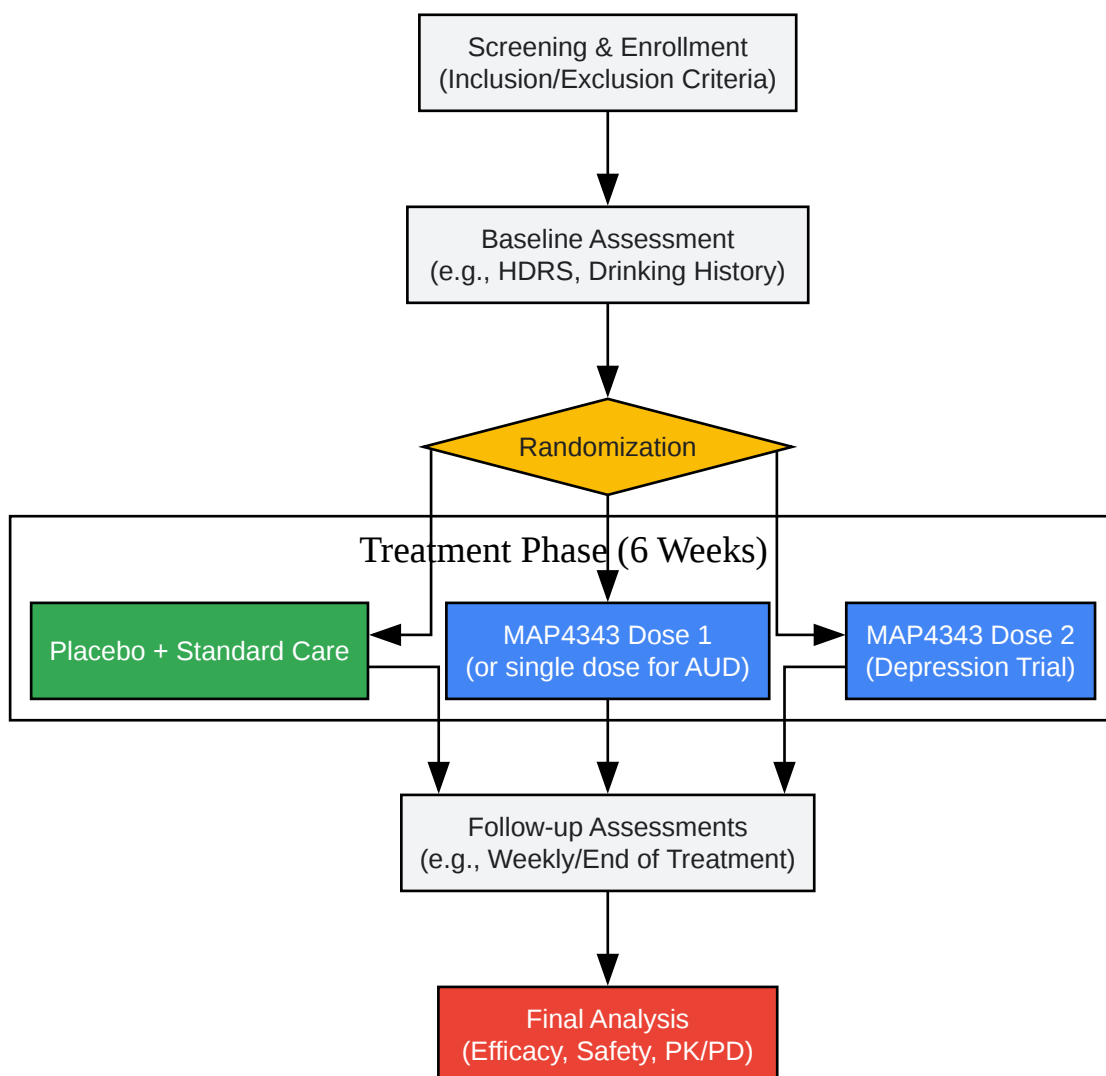 Screening & Enrollment
(Inclusion/Exclusion Criteria)
Baseline Assessment
(e.g., HDRS, Drinking History)
Randomization
Treatment Phase (6 Weeks)
Placebo + Standard Care
MAP4343 Dose 1
(or single dose for AUD)
MAP4343 Dose 2
(Depression Trial)
Follow-up Assessments
(e.g., Weekly/End of Treatment)
Final Analysis
(Efficacy, Safety, PK/PD)